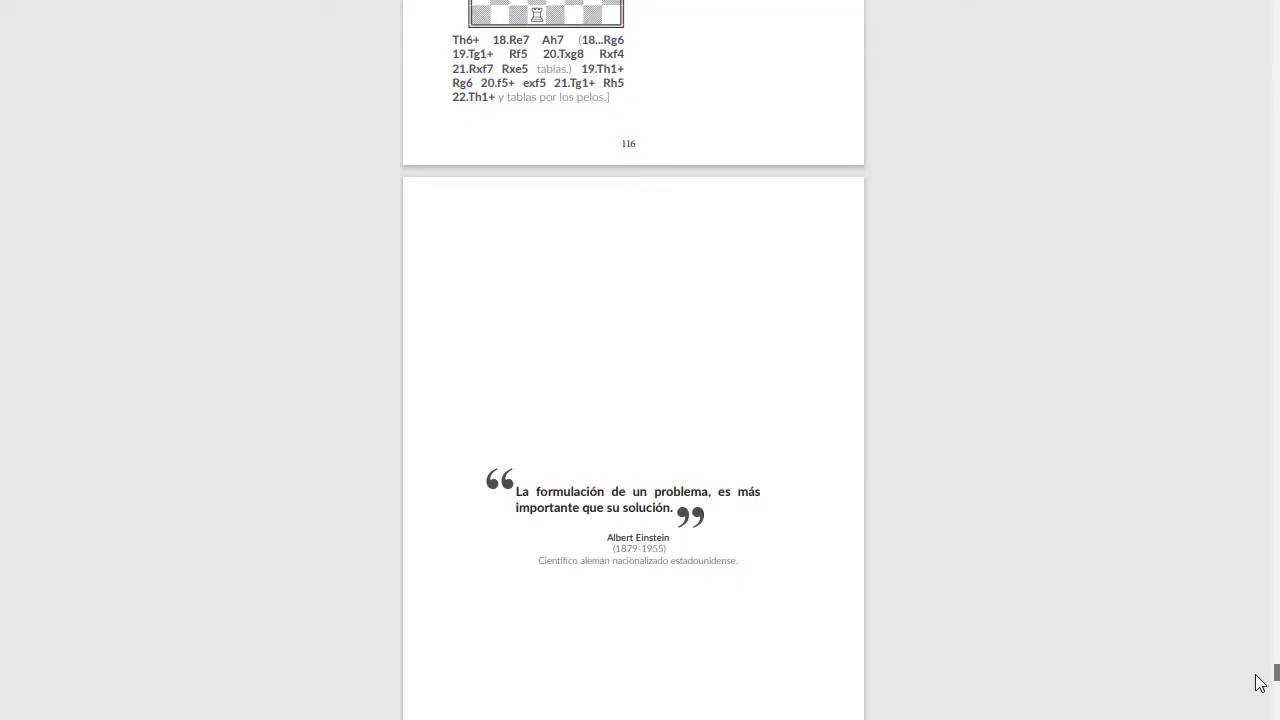 Th6+ 18.Re7 Ah7 (18...Rg6
19.Tg1+ Rf5 20.Txg8 Rxf4
21.Rxf7 Rxe5 tablas.) 19.Th1+
Rg6 20.f5+ exf5 21.Tg1+ Rh5
22.Th1+ y tablas por los pelos.]
116
“La formulación de un problema, es más
importante que su solución.”
Albert Einstein
(1879-1955)
Científico alemán nacionalizado estadounidense.